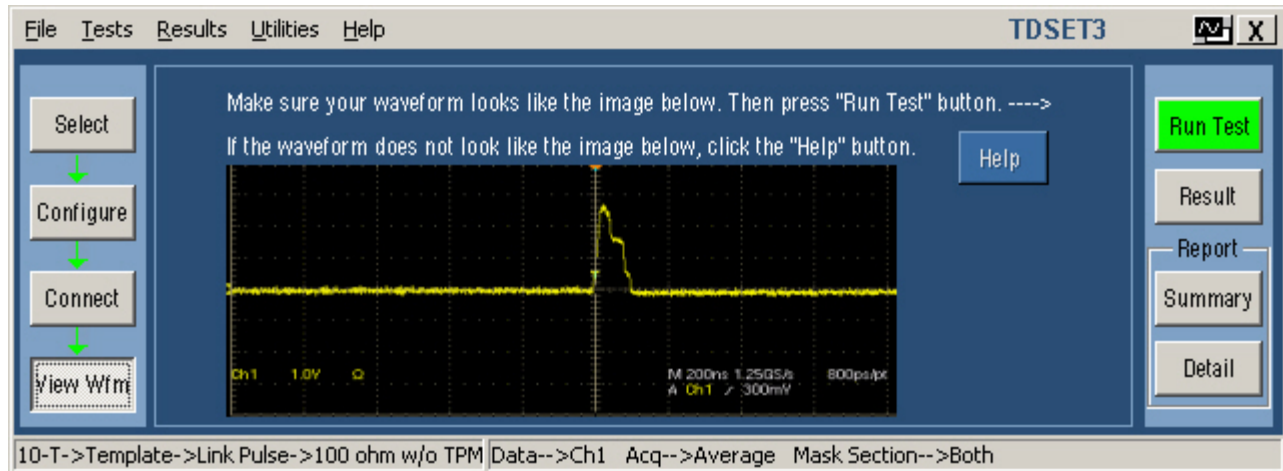 File Tests Results Utilities Help TDSET3 X
Select
Configure
Connect
View Wfm
Make sure your waveform looks like the image below. Then press "Run Test" button. ---->
If the waveform does not look like the image below, click the "Help" button.
Help
Ch1 1.0V Ω
M 200ns 1.25GS/s 800ps/pt
A Ch1 / 300mV
Run Test
Result
Report
Summary
Detail
10-T->Template->Link Pulse->100 ohm w/o TPM Data-->Ch1 Acq-->Average Mask Section-->Both